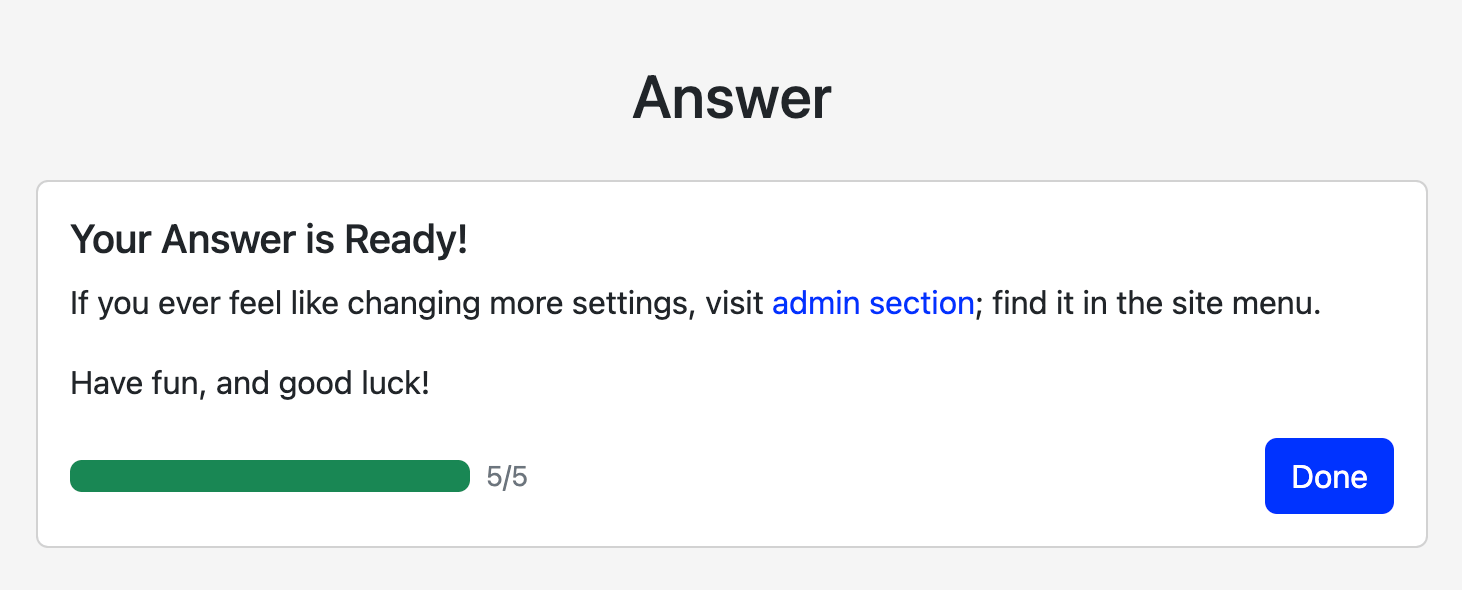 Answer
Your Answer is Ready!
If you ever feel like changing more settings, visit admin section; find it in the site menu.
Have fun, and good luck!
5/5
Done